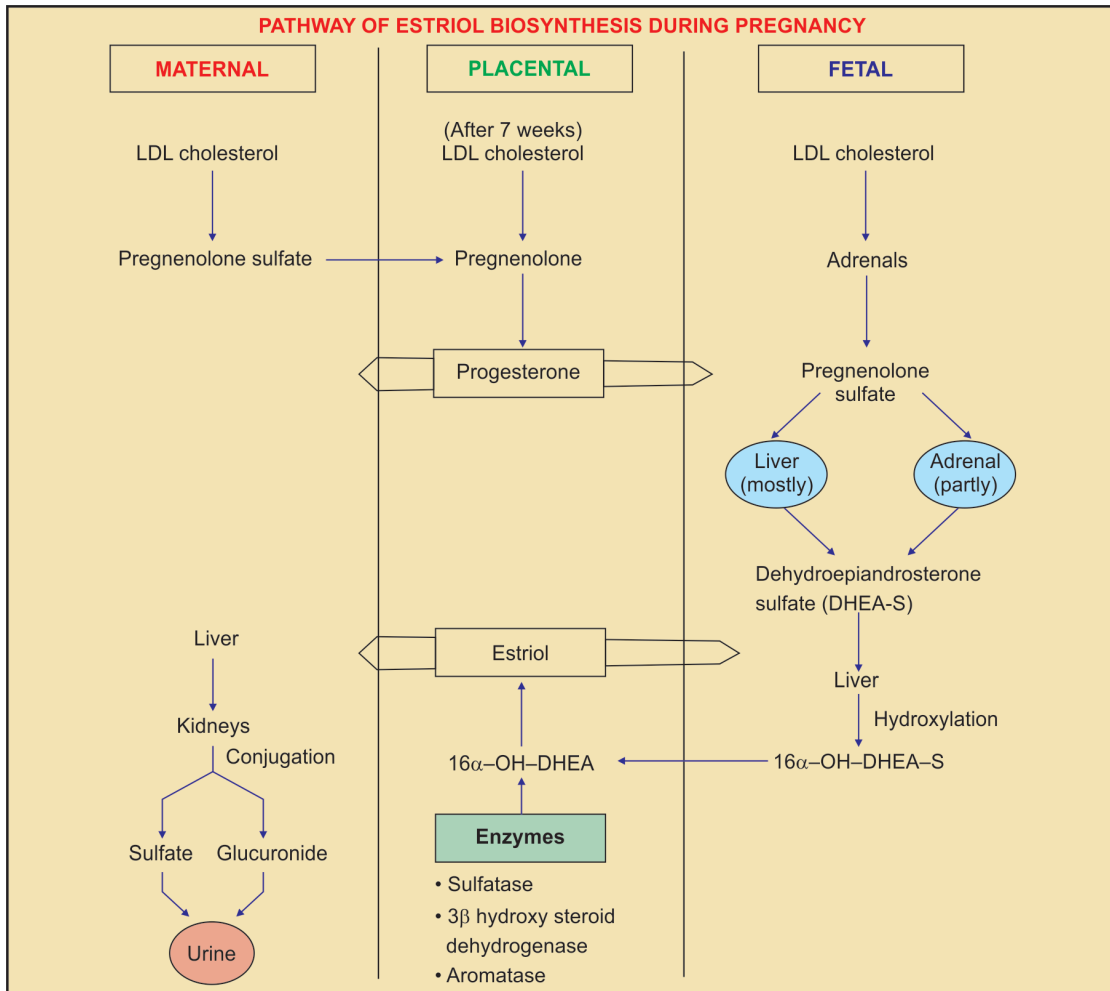 PATHWAY OF ESTRIOL BIOSYNTHESIS DURING PREGNANCY
MATERNAL
LDL cholesterol
Pregnenolone sulfate
Liver
Kidneys
Conjugation
Sulfate
Glucuronide
Urine
PLACENTAL
(After 7 weeks)
LDL cholesterol
Pregnenolone
Progesterone
Estriol
16α–OH–DHEA
Enzymes
• Sulfatase
• 3β hydroxy steroid
dehydrogenase
• Aromatase
FETAL
LDL cholesterol
Adrenals
Pregnenolone
sulfate
Liver
(mostly)
Adrenal
(partly)
Dehydroepiandrosterone
sulfate (DHEA-S)
Liver
Hydroxylation
16α–OH–DHEA–S